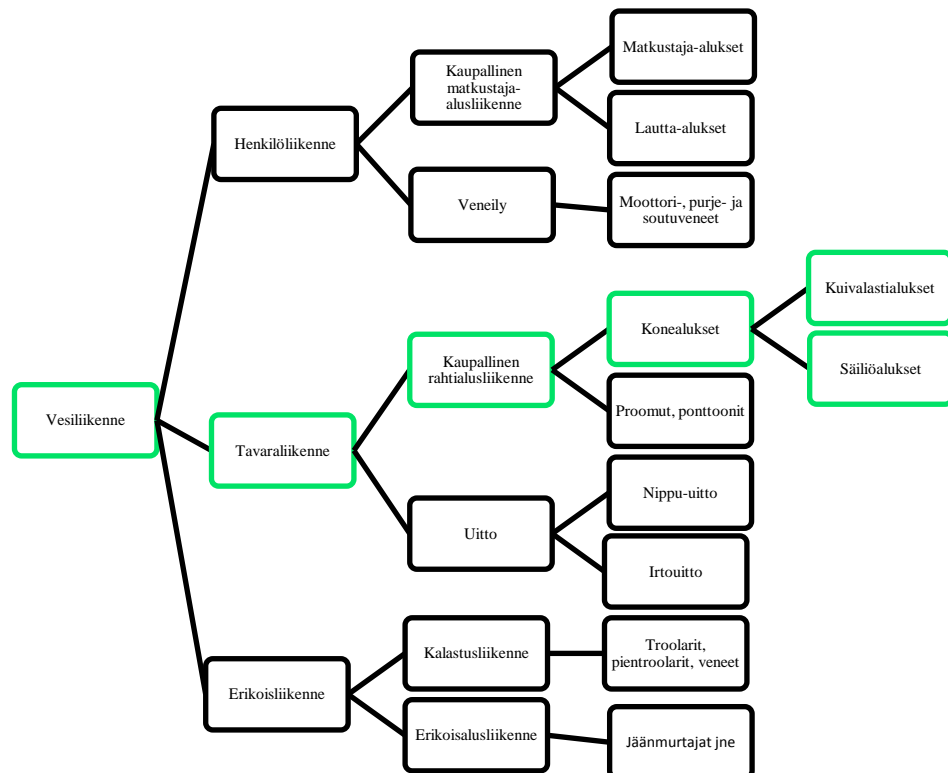 Matkustaja-alukset
Kaupallinen
matkustaja-
alusliikenne
Lautta-alukset
Henkilöliikenne
Veneily
Moottori-, purje- ja
soutuveneet
Kuivalastialukset
Konealukset
Kaupallinen
rahtialusliikenne
Säiliöalukset
Proomut, ponttoonit
Vesiliikenne
Tavaraliikenne
Nippu-uitto
Uitto
Irtouitto
Kalastusliikenne
Troolarit,
pientroolarit, veneet
Erikoisliikenne
Erikoisalusliikenne
Jäänmurtajat jne